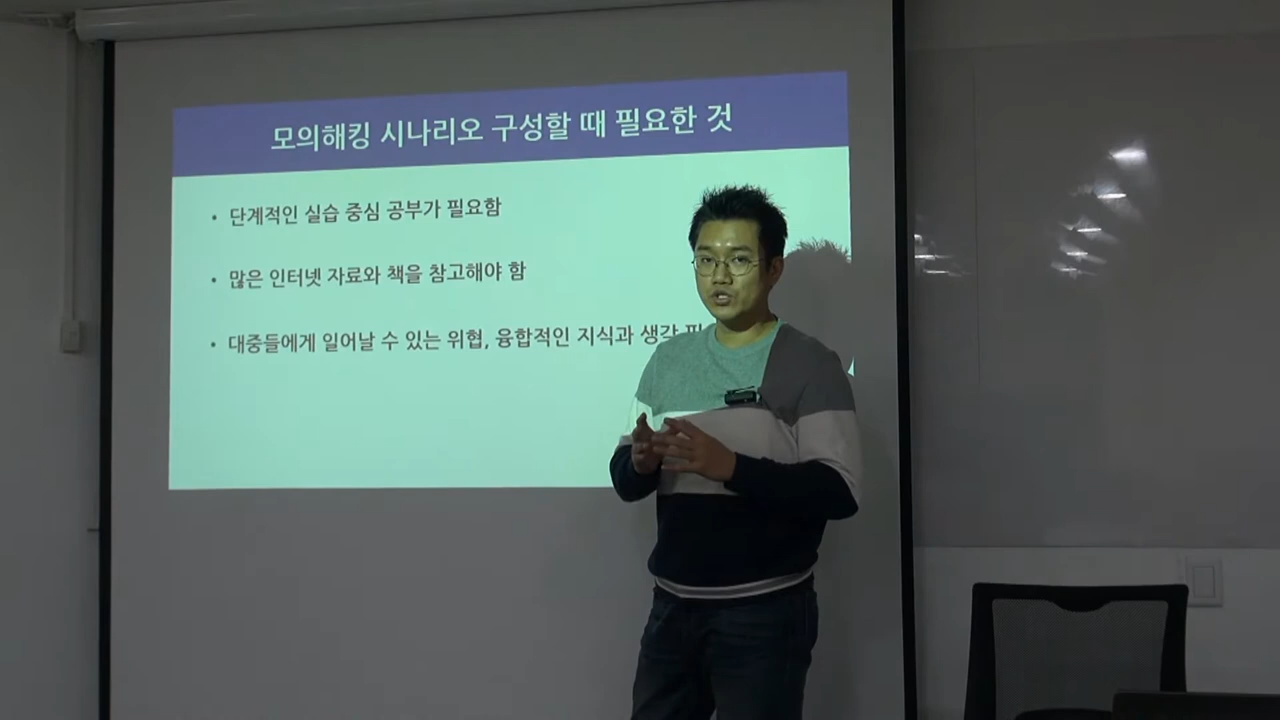 모의해킹 시나리오 구성할 때 필요한 것
• 단계적인 실습 중심 공부가 필요함
• 많은 인터넷 자료와 책을 참고해야 함
• 대중들에게 일어날 수 있는 위협, 융합적인 지식과 생각